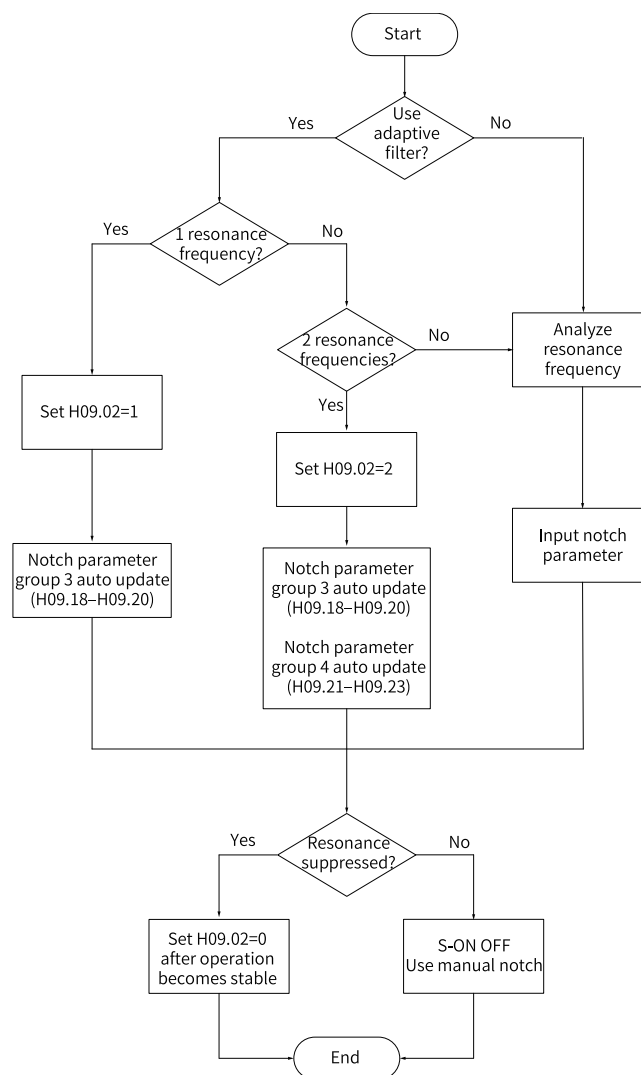 Start
Use
adaptive
filter?
Yes
No
1 resonance
frequency?
Yes
No
2 resonance
frequencies?
No
Yes
Analyze
resonance
frequency
Set H09.02=1
Set H09.02=2
Input notch
parameter
Notch parameter
group 3 auto update
(H09.18–H09.20)
Notch parameter
group 3 auto update
(H09.18–H09.20)
Notch parameter
group 4 auto update
(H09.21–H09.23)
Resonance
suppressed?
Yes
No
Set H09.02=0
after operation
becomes stable
S-ON OFF
Use manual notch
End